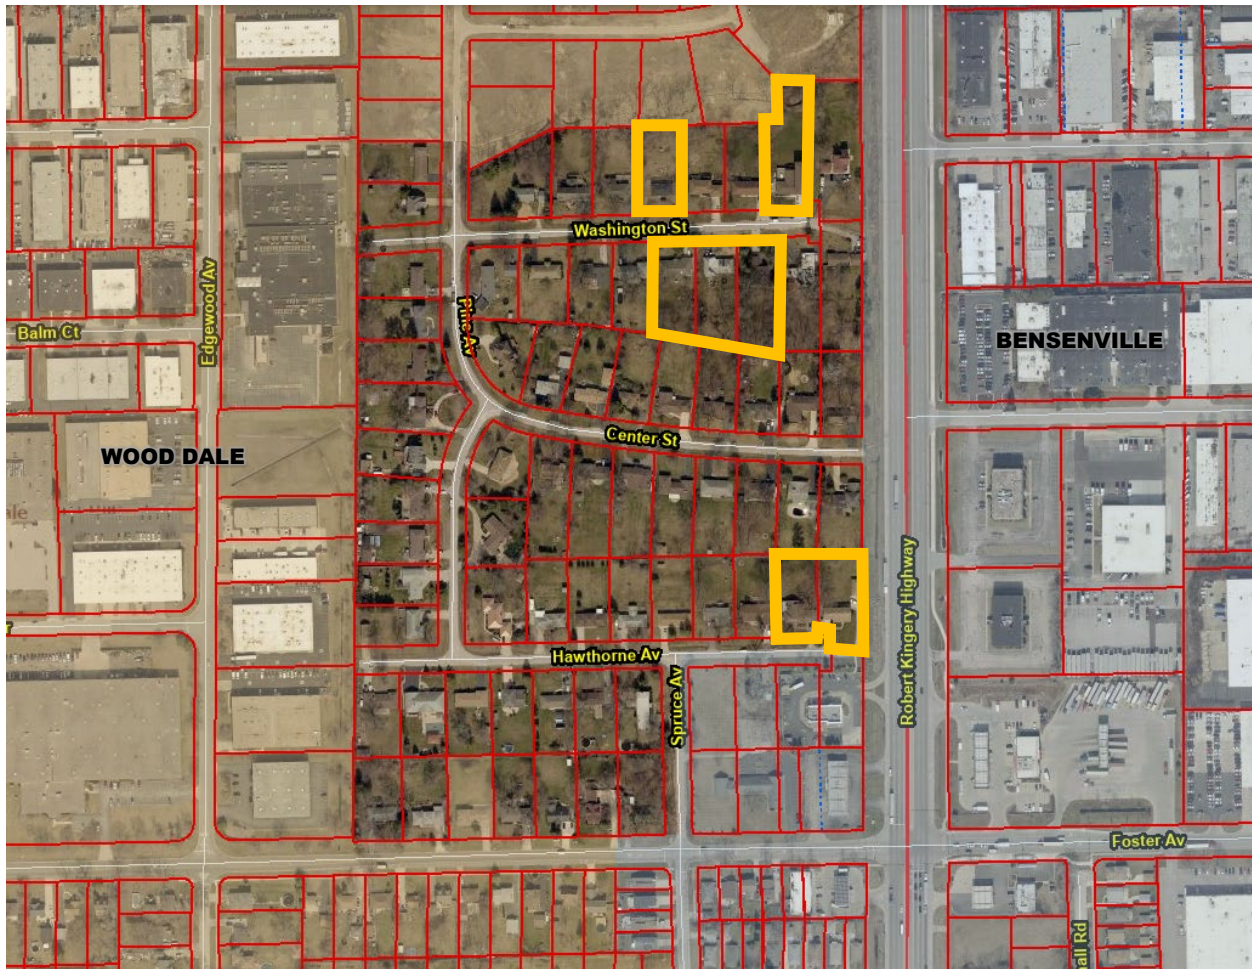 Washington St
Edgewood Av
Pine Av
Balm Ct
BENSENVILLE
Center St
WOOD DALE
Robert Kingery Highway
Hawthorne Av
Spruce Av
Foster Av